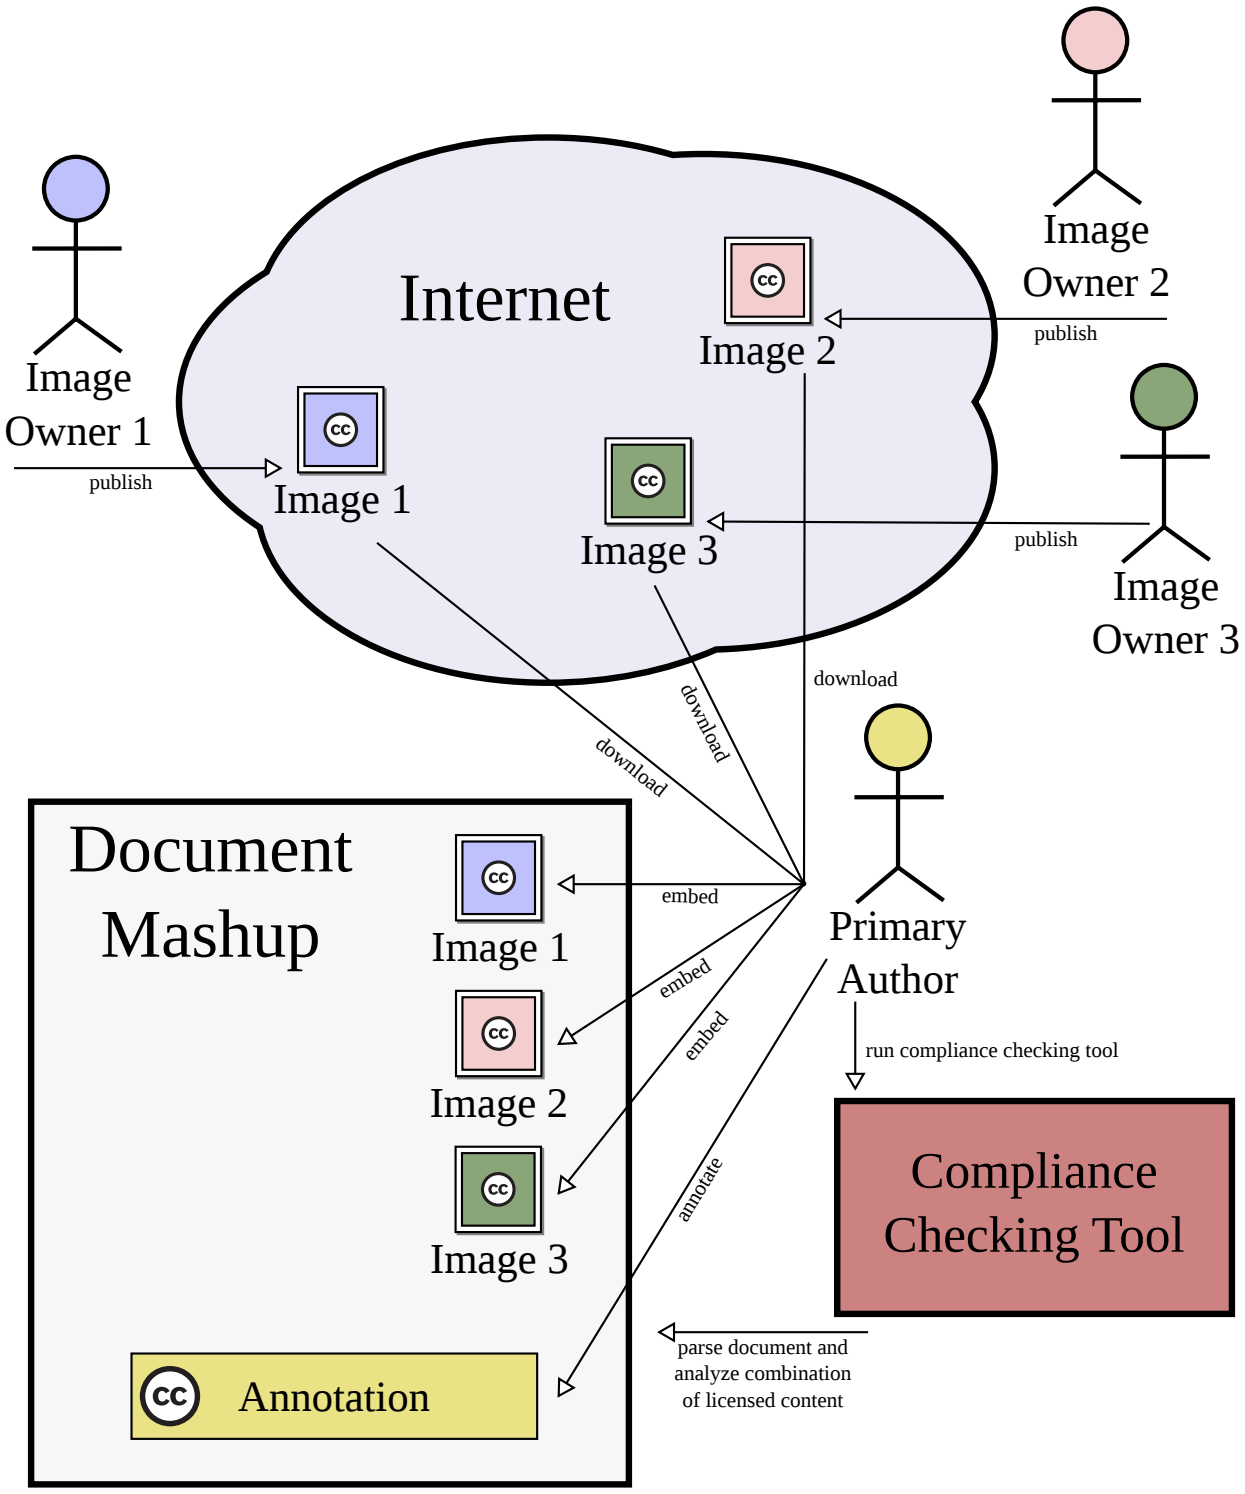 Image
Owner 2
publish
Image
Owner 1
publish
Internet
cc
Image 2
cc
Image 1
cc
Image 3
publish
Image
Owner 3
download
download
download
Document
Mashup
cc
Image 1
embed
Primary
Author
cc
Image 2
embed
embed
run compliance checking tool
cc
Image 3
annotate
Compliance
Checking Tool
parse document and
analyze combination
of licensed content
cc Annotation